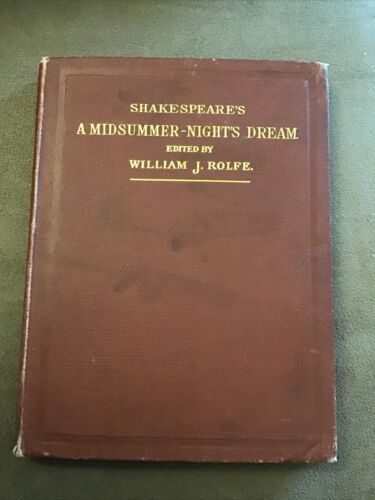 SHAKESPEARE'S
A MIDSUMMER-NIGHT'S DREAM
EDITED BY
WILLIAM J. ROLFE.